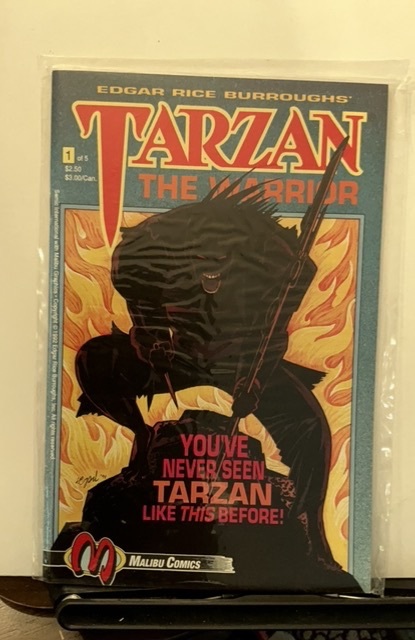 EDGAR RICE BURROUGHS'
TARZAN
THE WARRIOR
1 of 5
$2.50
$3.00/Can.
YOU'VE
NEVER SEEN
TARZAN
LIKE THIS BEFORE!
M
MALIBU COMICS